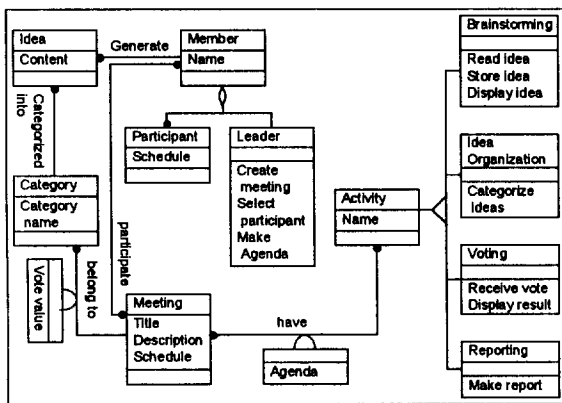 Idea
Content
Generate
Member
Name
Categorized
into
Participant
Schedule
Leader
Create
meeting
Select
participant
Make
Agenda
Category
Category
name
Vote value
belong to
participate
Meeting
Title
Description
Schedule
have
Agenda
Activity
Name
Brainstorming
Read idea
Store idea
Display idea
Idea
Organization
Categorize
ideas
Voting
Receive vote
Display result
Reporting
Make report